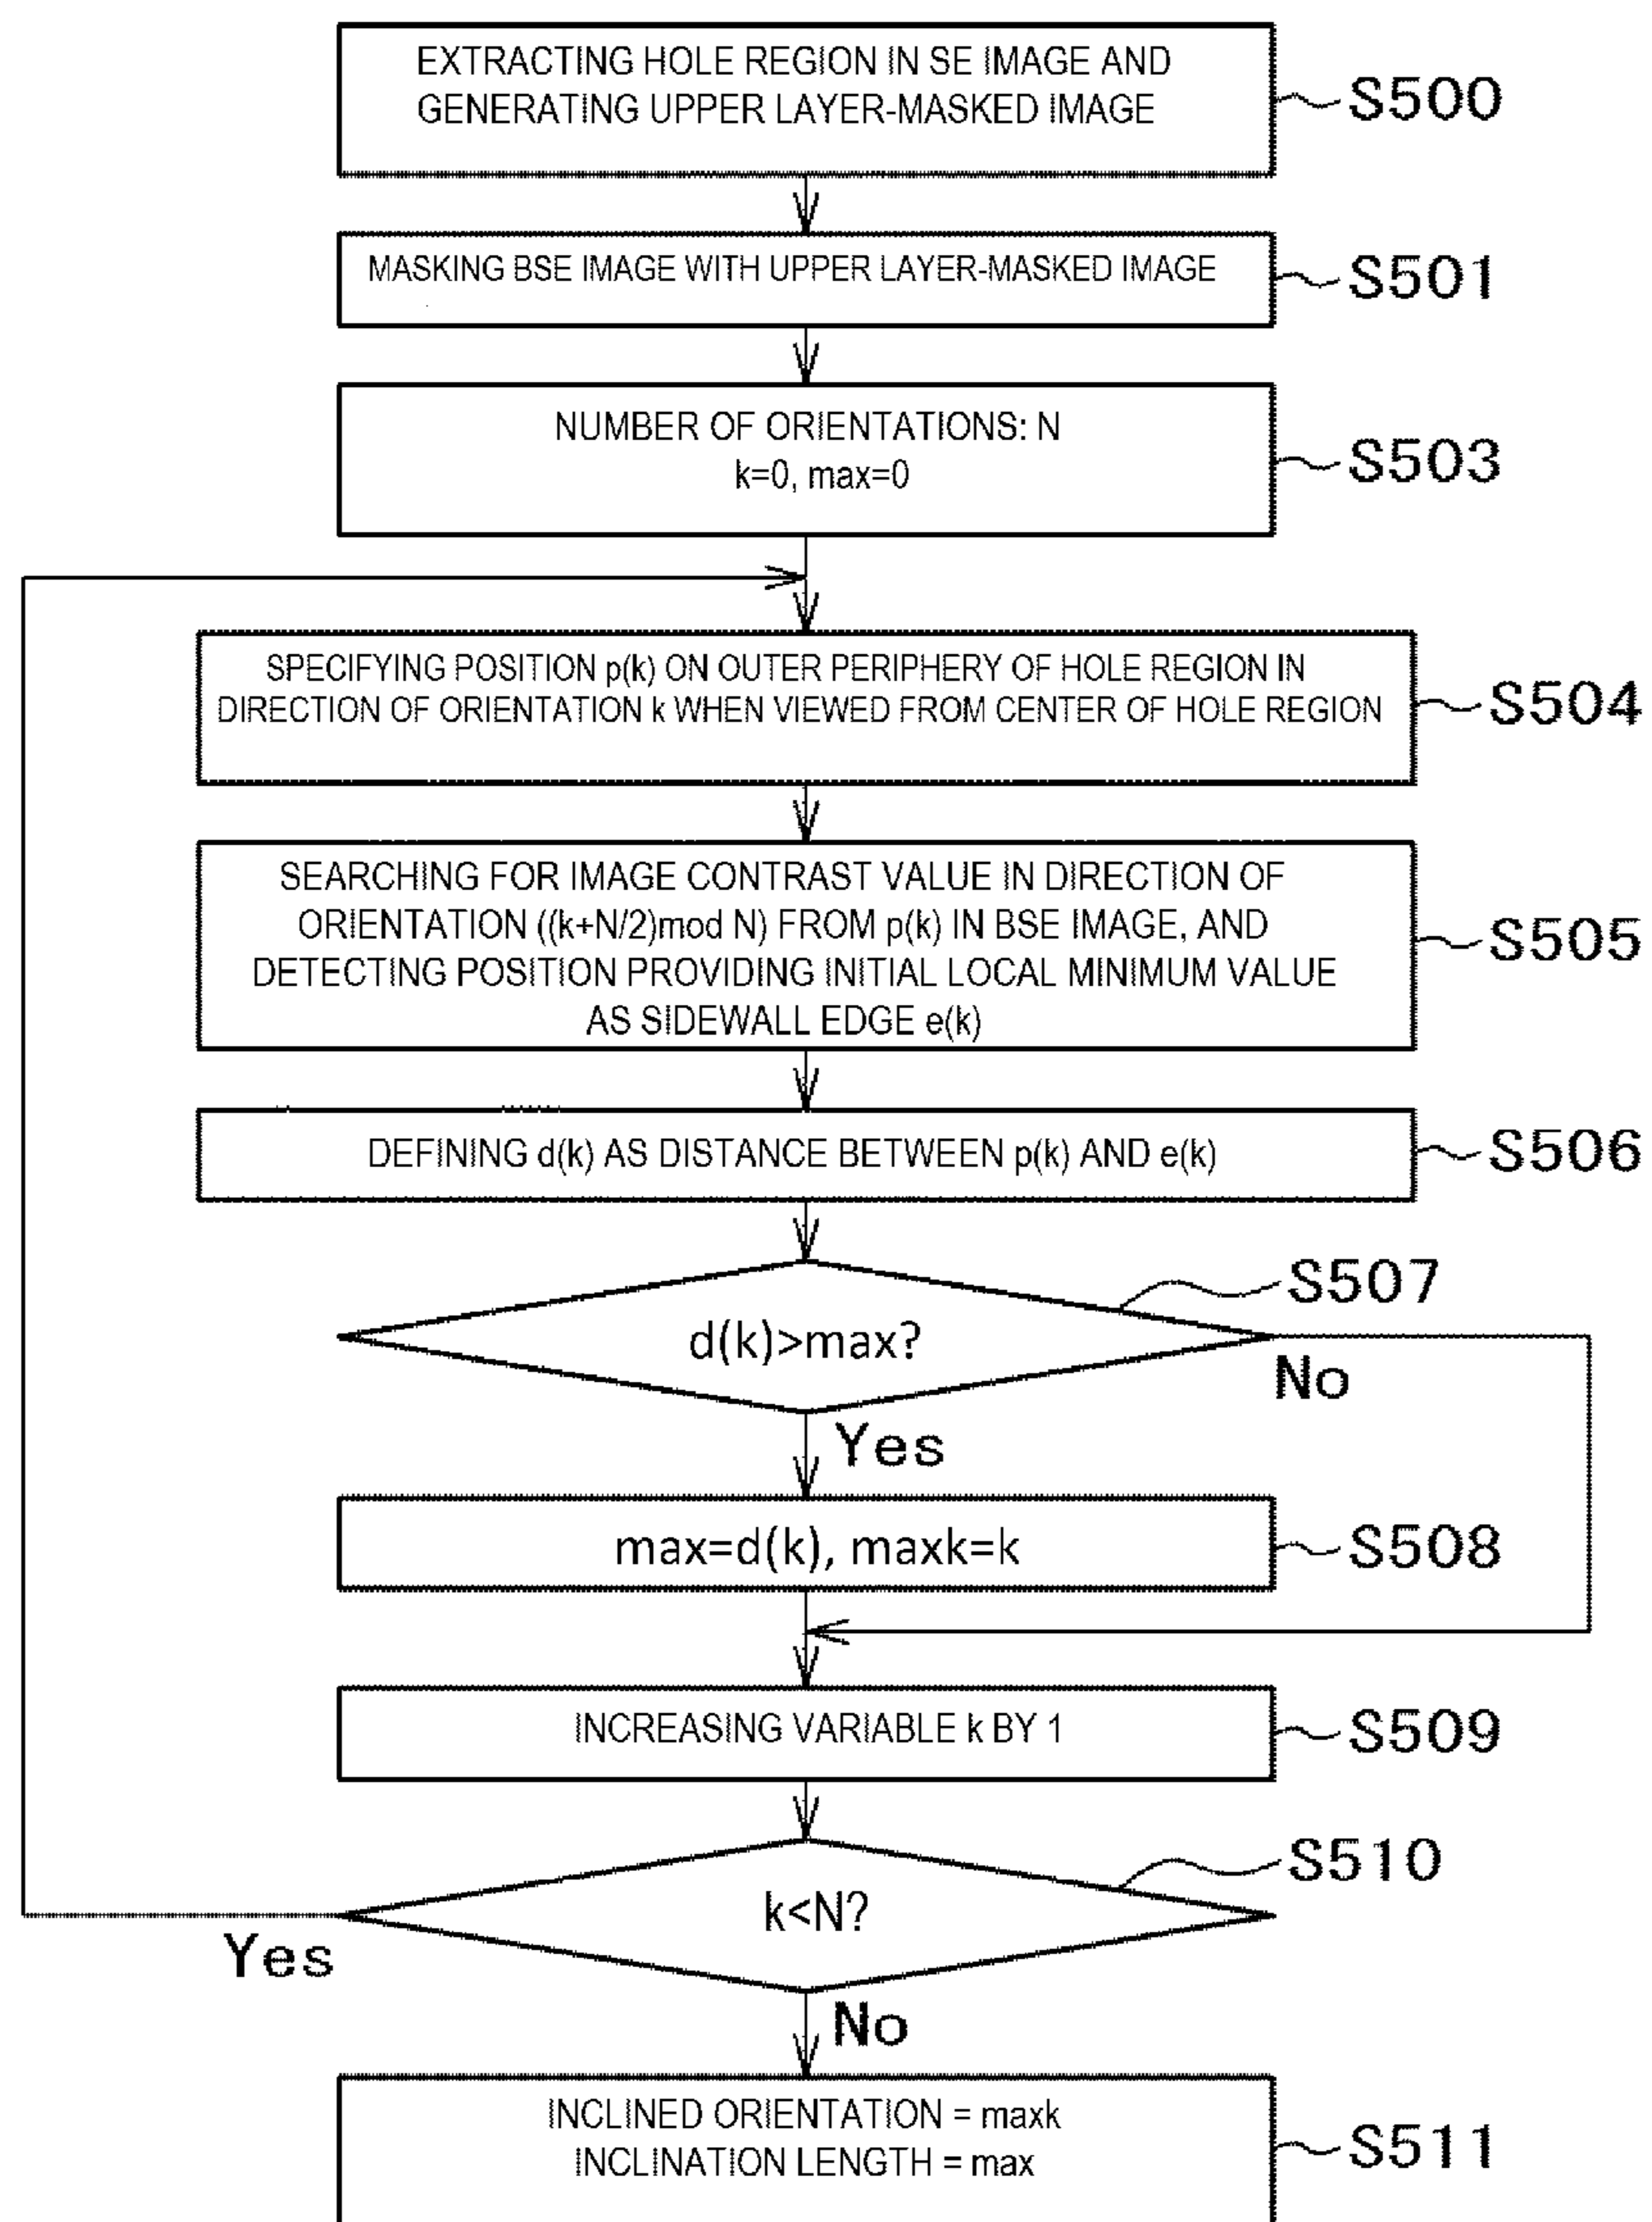 EXTRACTING HOLE REGION IN SE IMAGE AND
GENERATING UPPER LAYER-MASKED IMAGE
S500
MASKING BSE IMAGE WITH UPPER LAYER-MASKED IMAGE
S501
NUMBER OF ORIENTATIONS: N
k=0, max=0
S503
SPECIFYING POSITION p(k) ON OUTER PERIPHERY OF HOLE REGION IN
DIRECTION OF ORIENTATION k WHEN VIEWED FROM CENTER OF HOLE REGION
S504
SEARCHING FOR IMAGE CONTRAST VALUE IN DIRECTION OF
ORIENTATION ((k+N/2)mod N) FROM p(k) IN BSE IMAGE, AND
DETECTING POSITION PROVIDING INITIAL LOCAL MINIMUM VALUE
AS SIDEWALL EDGE e(k)
S505
DEFINING d(k) AS DISTANCE BETWEEN p(k) AND e(k)
S506
S507
d(k)>max?
No
Yes
max=d(k), maxk=k
S508
INCREASING VARIABLE k BY 1
S509
S510
k<N?
Yes
No
INCLINED ORIENTATION = maxk
INCLINATION LENGTH = max
S511